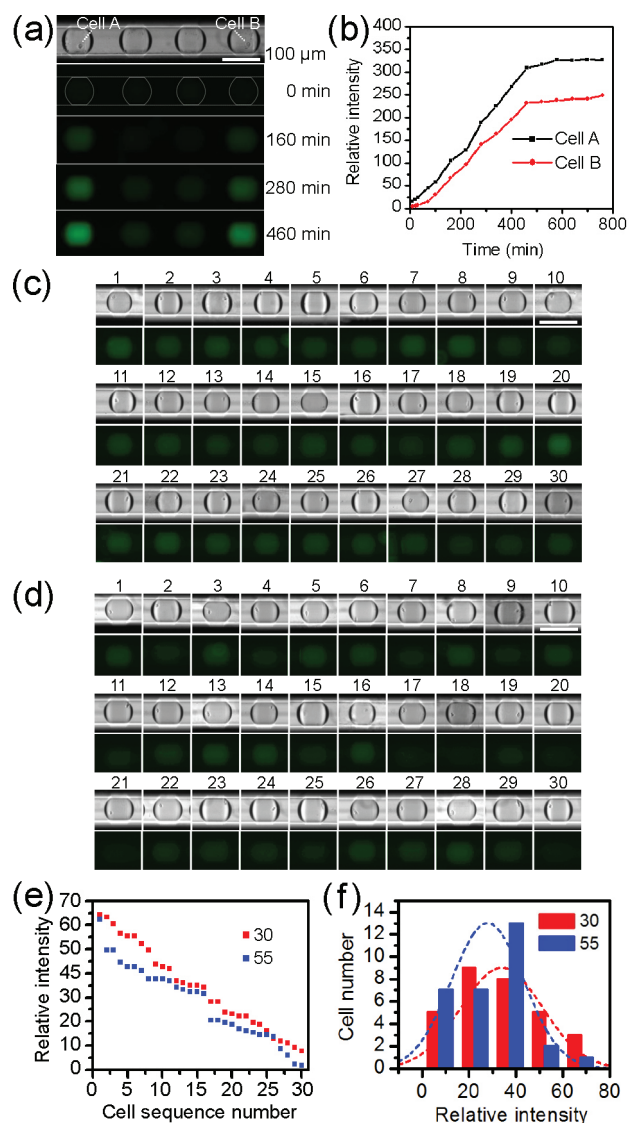 (a)
Cell A
Cell B
100 µm
0 min
160 min
280 min
460 min
(b)
Relative intensity
400
350
300
250
200
150
100
50
0
Cell A
Cell B
0 200 400 600 800
Time (min)
(c)
1 2 3 4 5 6 7 8 9 10
11 12 13 14 15 16 17 18 19 20
21 22 23 24 25 26 27 28 29 30
(d)
1 2 3 4 5 6 7 8 9 10
11 12 13 14 15 16 17 18 19 20
21 22 23 24 25 26 27 28 29 30
(e)
Relative intensity
70
60
50
45
30
20
10
0
30
55
0 5 10 15 20 25 30
Cell sequence number
(f)
Cell number
14
12
10
8
6
4
2
0
30
55
0 20 40 60 80
Relative intensity